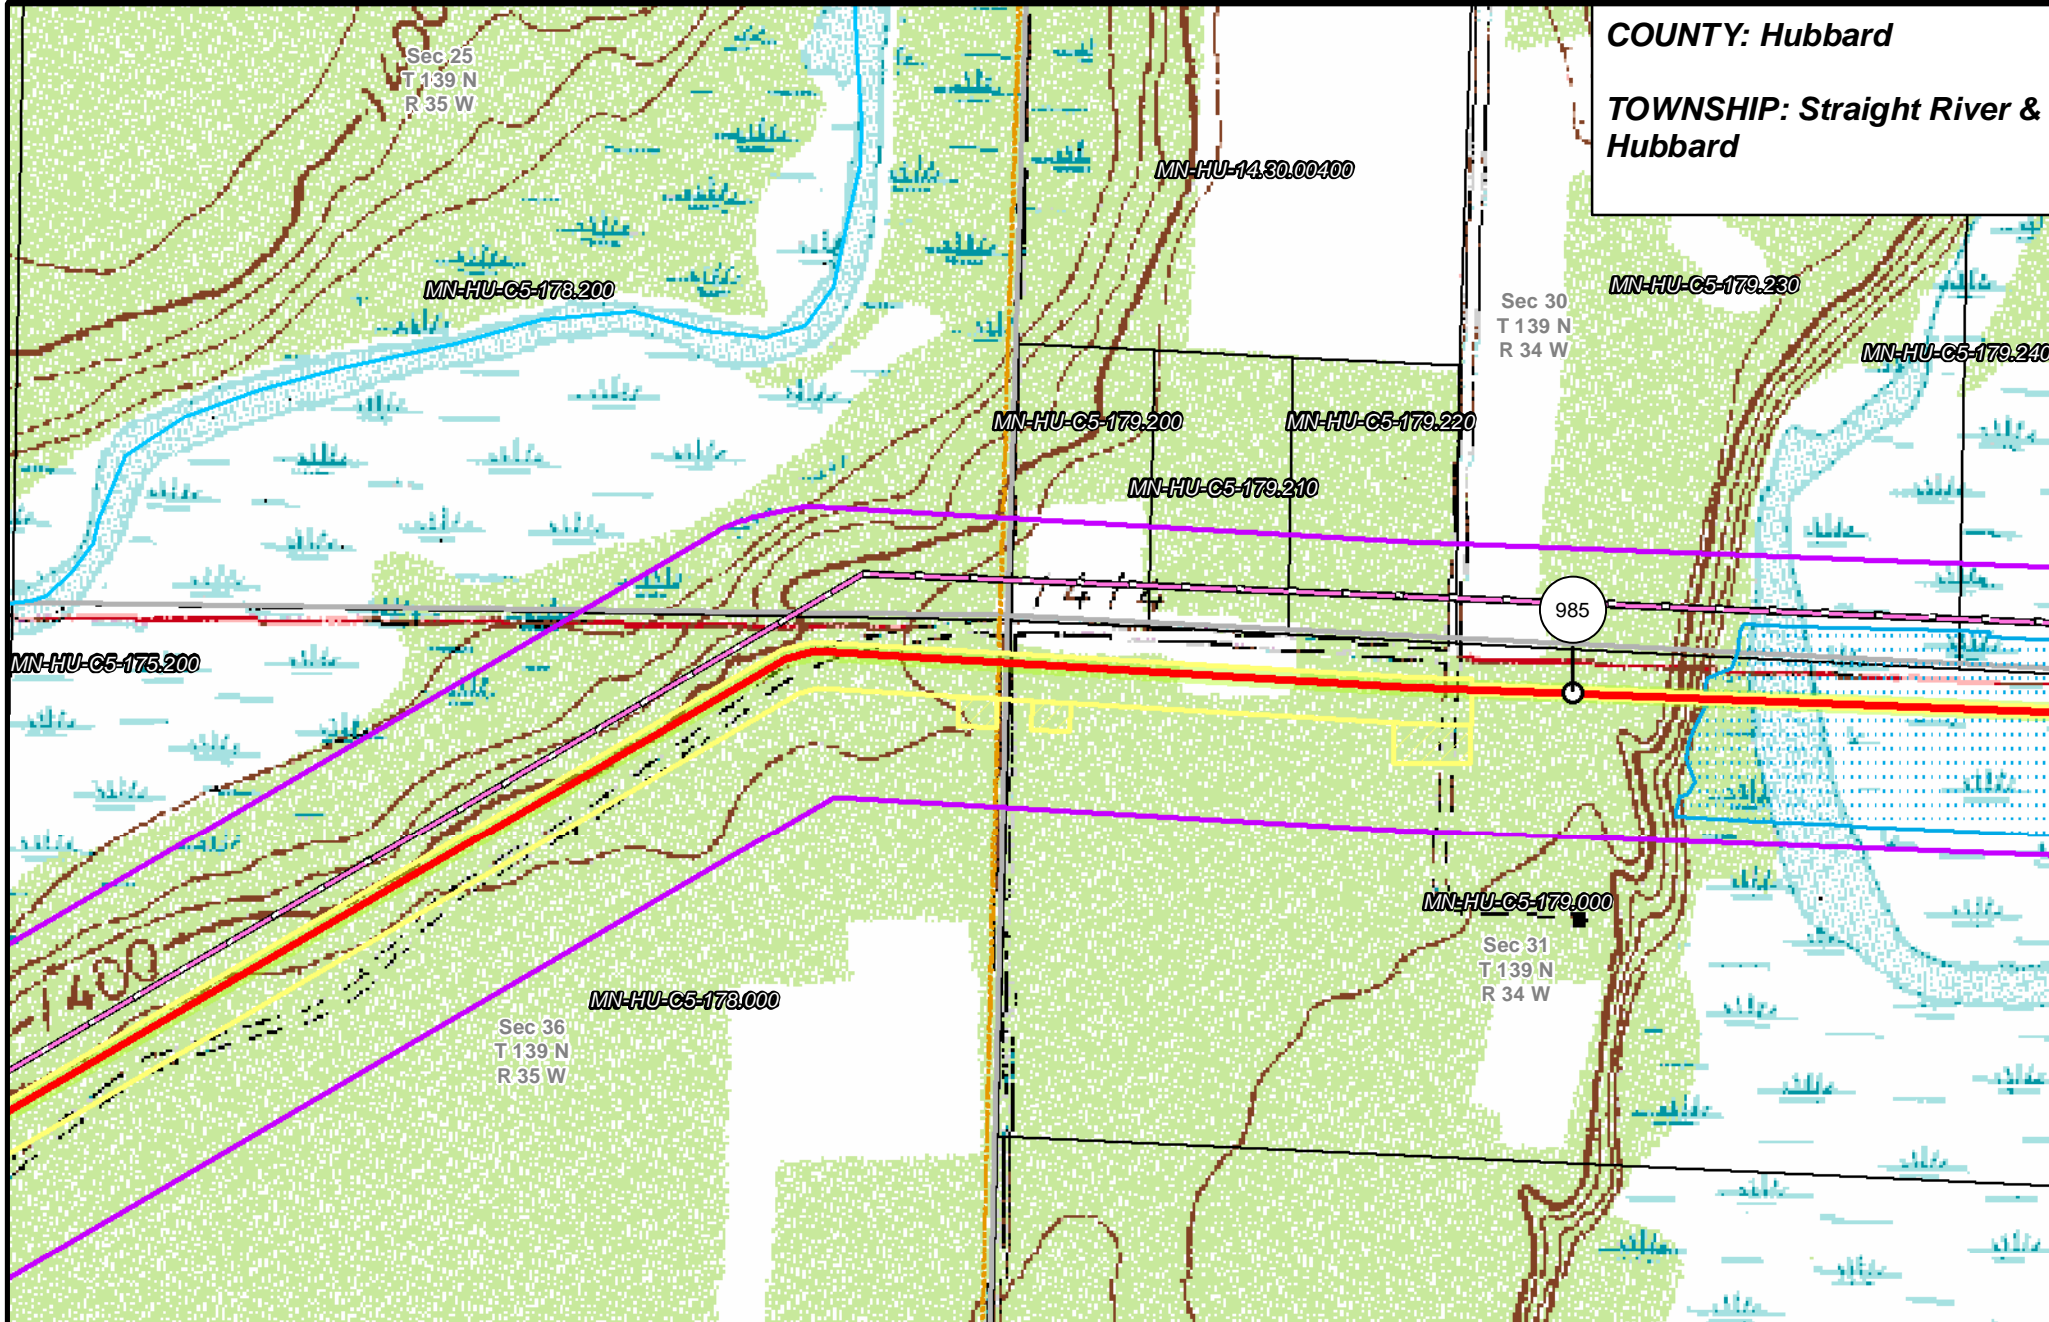 COUNTY: Hubbard
TOWNSHIP: Straight River &
Hubbard
Sec 25
T 139 N
R 35 W
MN-HU-14.30.00400
MN-HU-C5-178.200
MN-HU-C5-179.230
Sec 30
T 139 N
R 34 W
MN-HU-C5-179.240
MN-HU-C5-179.200
MN-HU-C5-179.220
MN-HU-C5-179.210
1414
985
MN-HU-C5-175.200
MN-HU-C5-179.000
Sec 31
T 139 N
R 34 W
1400
MN-HU-C5-178.000
Sec 36
T 139 N
R 35 W